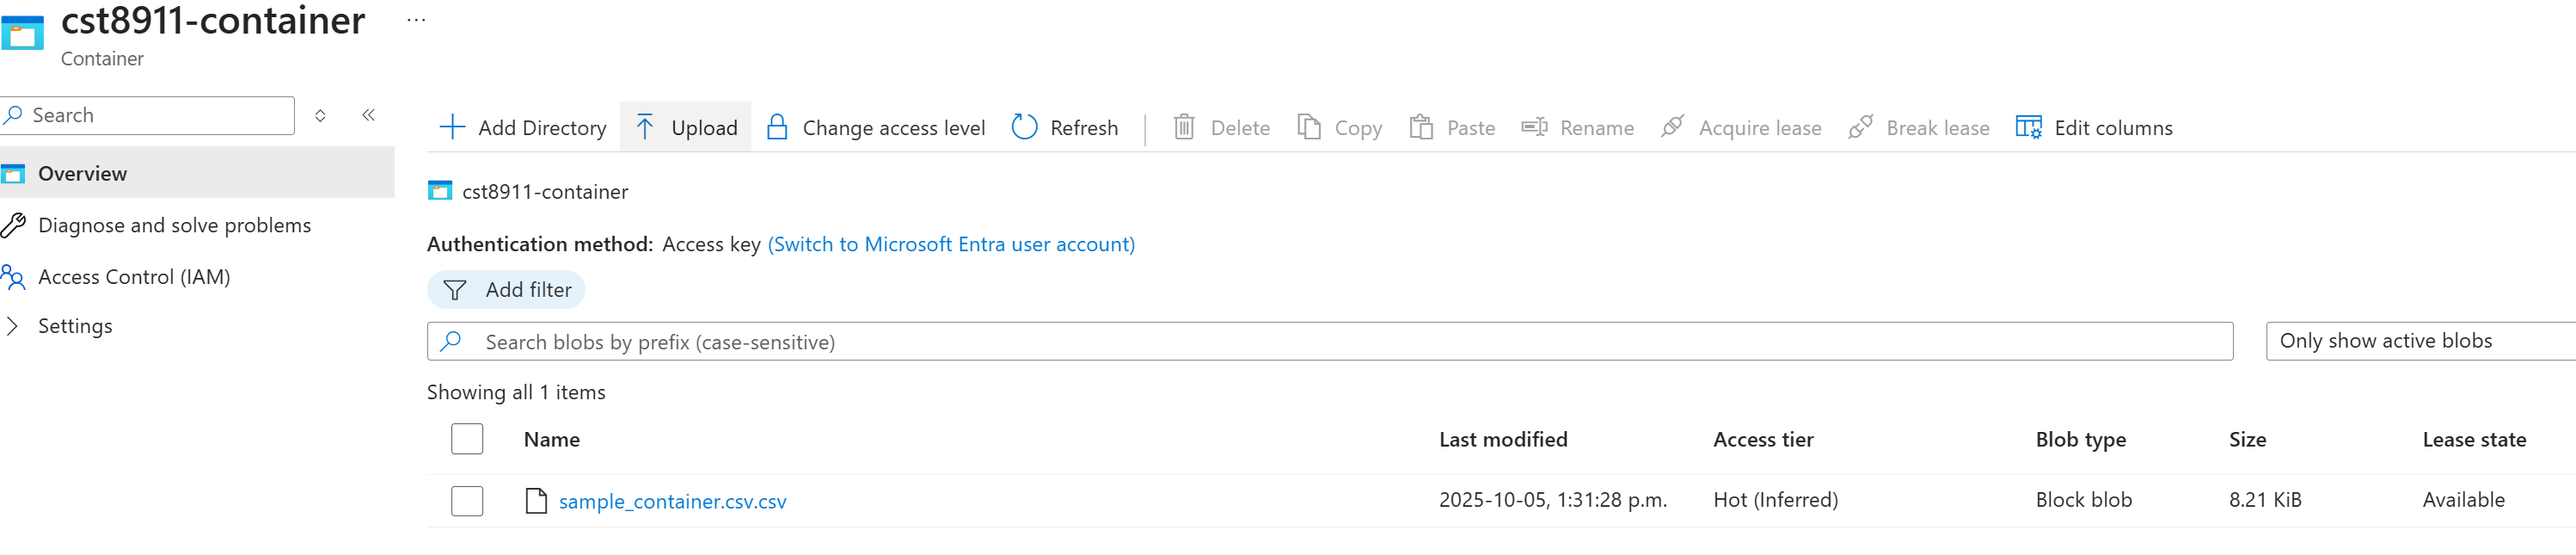 cst8911-container ...
Container
Search
Overview
Diagnose and solve problems
Access Control (IAM)
Settings
Add Directory Upload Change access level Refresh Delete Copy Paste Rename Acquire lease Break lease Edit columns
cst8911-container
Authentication method: Access key (Switch to Microsoft Entra user account)
Add filter
Search blobs by prefix (case-sensitive) Only show active blobs
Showing all 1 items
Name Last modified Access tier Blob type Size Lease state
sample_container.csv.csv 2025-10-05, 1:31:28 p.m. Hot (Inferred) Block blob 8.21 KiB Available